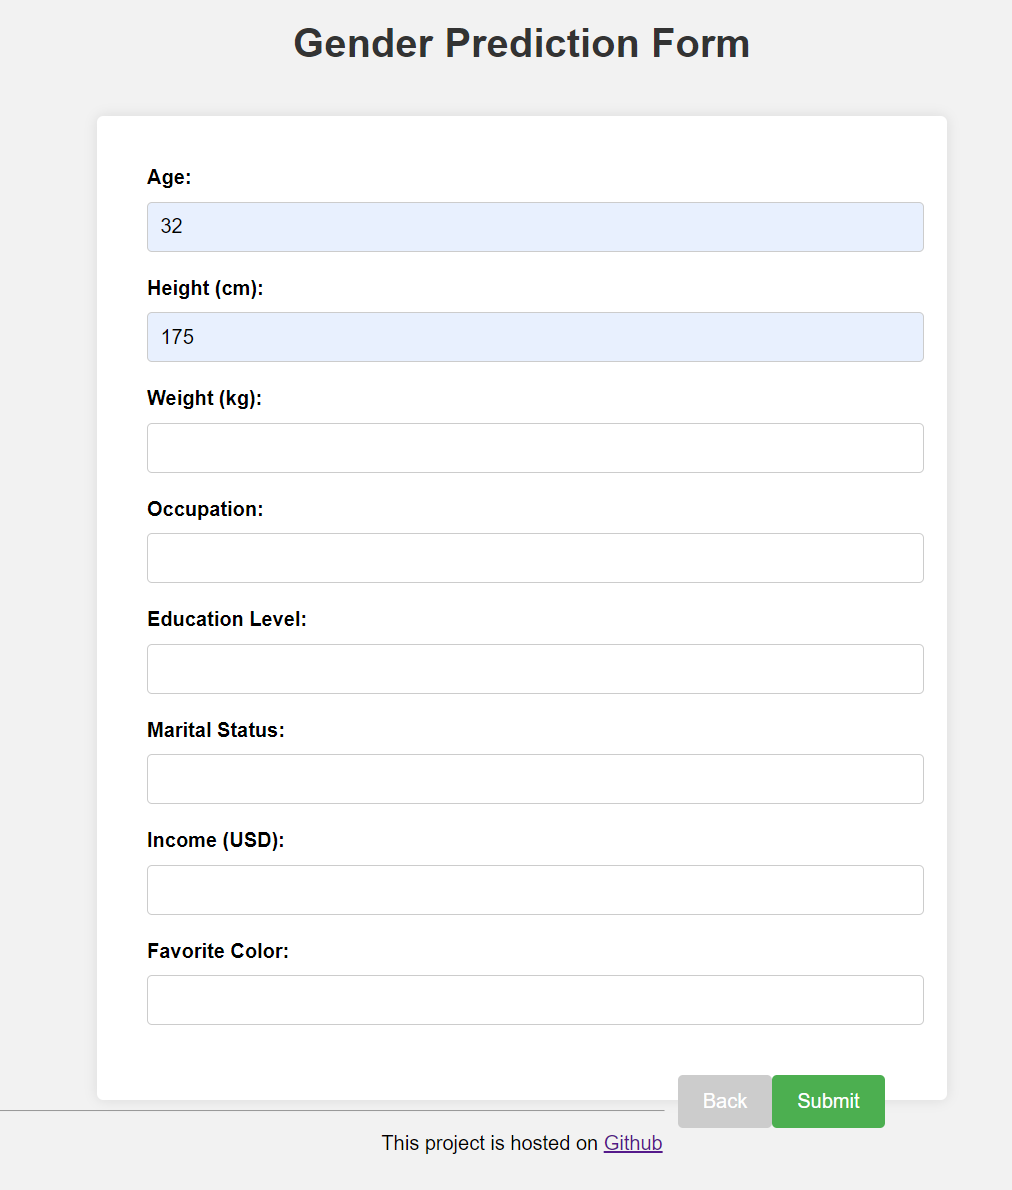 Gender Prediction Form
Age:
32
Height (cm):
175
Weight (kg):
Occupation:
Education Level:
Marital Status:
Income (USD):
Favorite Color:
Back Submit
This project is hosted on Github